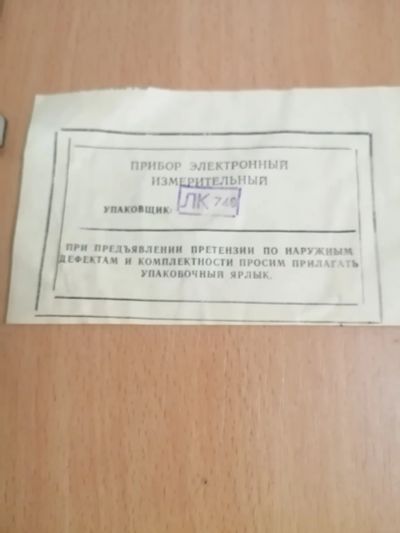 ПРИБОР ЭЛЕКТРОННЫЙ
ИЗМЕРИТЕЛЬНЫЙ
УПАКОВЩИК: ЛК 740
ПРИ ПРЕДЪЯВЛЕНИИ ПРЕТЕНЗИИ ПО НАРУЖНЫМ
ДЕФЕКТАМ И КОМПЛЕКТНОСТИ ПРОСИМ ПРИЛАГАТЬ
УПАКОВОЧНЫЙ ЯРЛЫК.